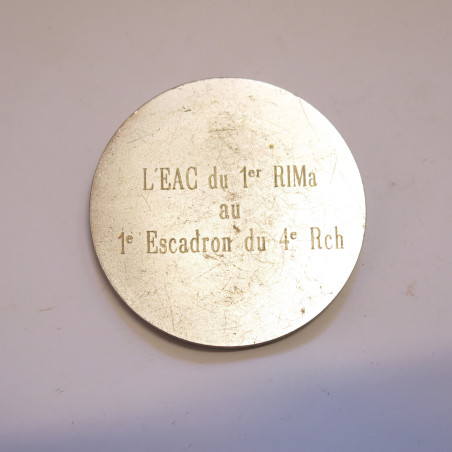 L'EAC du 1er RIMa
au
1e Escadron du 4e Rch